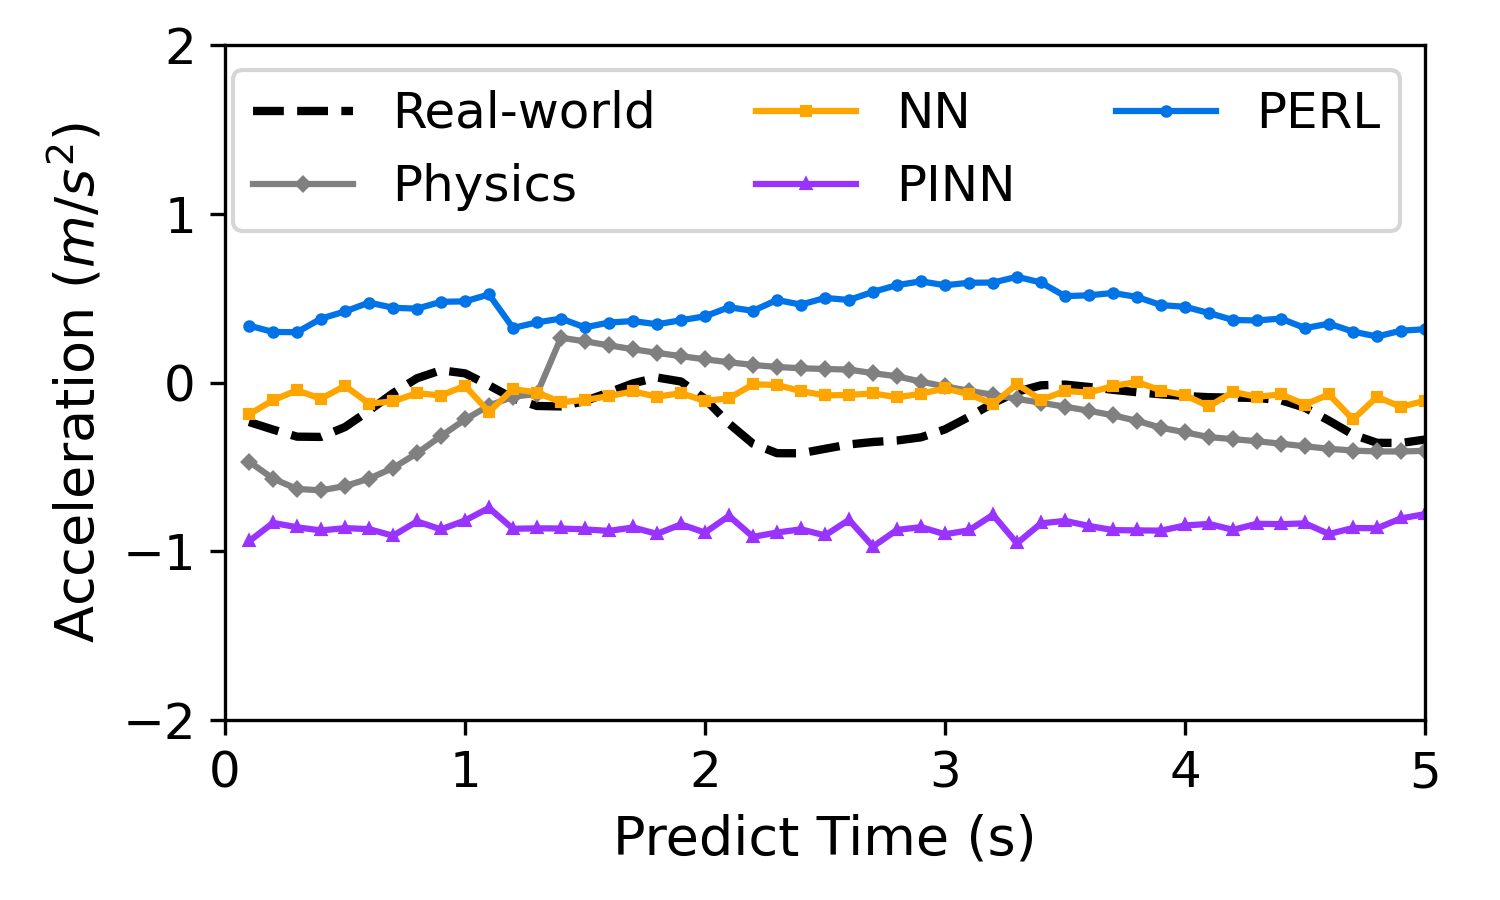 2
1
0
−1
−2
Acceleration (m/s²)
Real-world
Physics
NN
PINN
PERL
0 1 2 3 4 5
Predict Time (s)